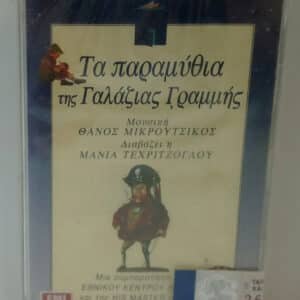 Τα παραμύθια
της Γαλάζιας Γραμμής
Μουσική
ΘΑΝΟΣ ΜΙΚΡΟΥΤΣΙΚΟΣ
Διαβάζει η
ΜΑΝΙΑ ΤΕΧΡΙΤΖΟΓΛΟΥ
Μια συμπαραγωγή
ΕΘΝΙΚΟΥ ΚΕΝΤΡΟΥ
και της HIS MASTER
EMI